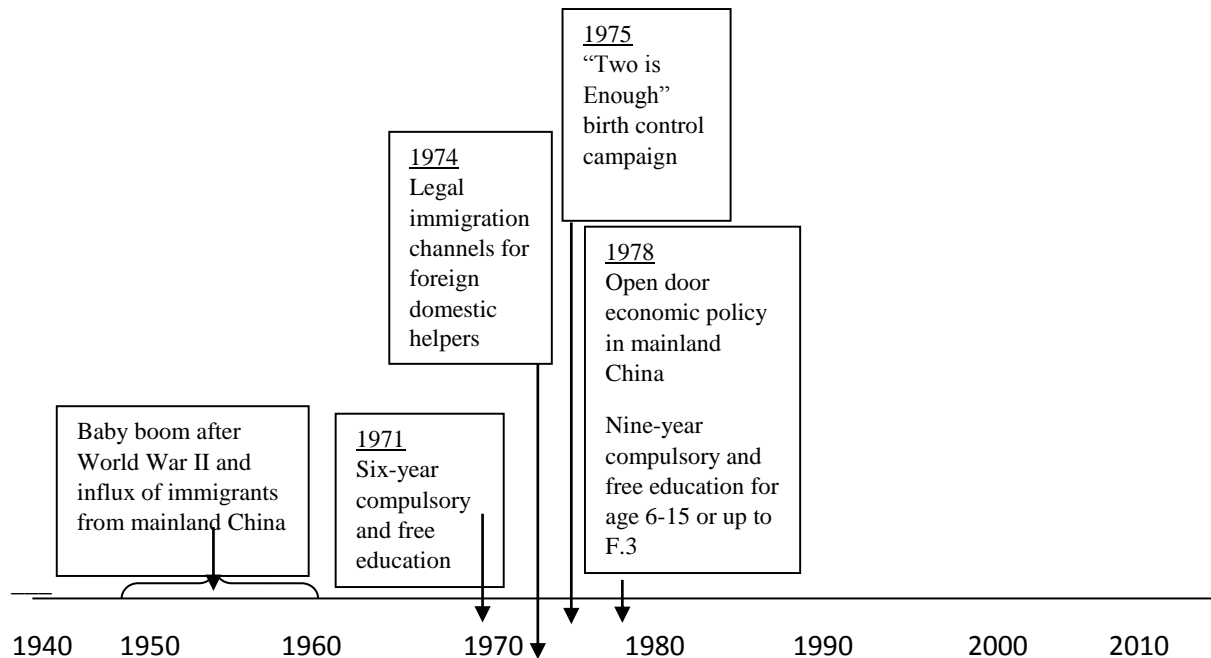 1975
“Two is
Enough”
birth control
campaign
1974
Legal
immigration
channels for
foreign
domestic
helpers
1978
Open door
economic policy
in mainland
China
Nine-year
compulsory and
free education for
age 6-15 or up to
F.3
Baby boom after
World War II and
influx of immigrants
from mainland China
1971
Six-year
compulsory
and free
education
1940 1950 1960 1970 1980 1990 2000 2010